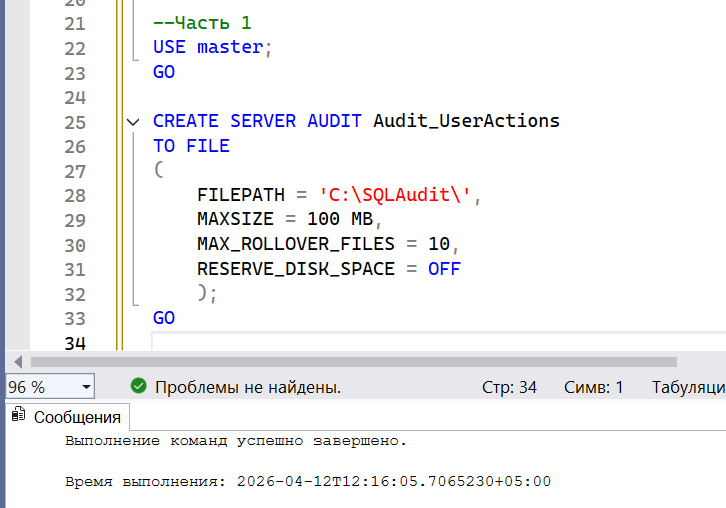 20
21 --Часть 1
22 USE master;
23 GO
24
25 CREATE SERVER AUDIT Audit_UserActions
26 TO FILE
27 (
28 FILEPATH = 'C:\SQLAudit\',
29 MAXSIZE = 100 MB,
30 MAX_ROLLOVER_FILES = 10,
31 RESERVE_DISK_SPACE = OFF
32 );
33 GO
34
96 % Проблемы не найдены. Стр: 34 Симв: 1 Табуляци
Сообщения
Выполнение команд успешно завершено.
Время выполнения: 2026-04-12T12:16:05.7065230+05:00